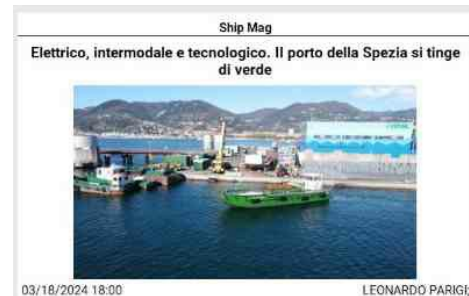 Ship Mag
Elettrico, intermodale e tecnologico. Il porto della Spezia si tinge
di verde
03/18/2024 18:00
LEONARDO PARIGI;